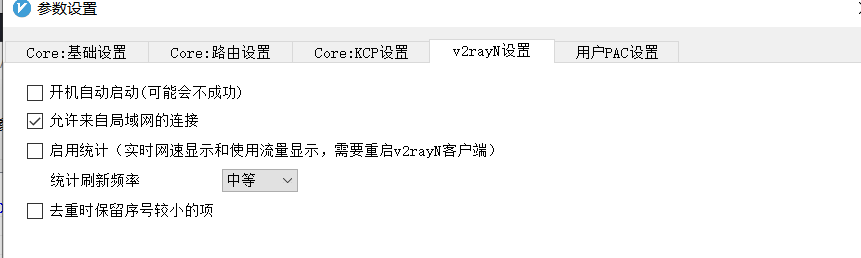 参数设置
Core:基础设置 Core:路由设置 Core:KCP设置 v2rayN设置 用户PAC设置
开机自动启动(可能会不成功)
允许来自局域网的连接
启用统计（实时网速显示和使用流量显示，需要重启v2rayN客户端）
统计刷新频率 中等
去重时保留序号较小的项